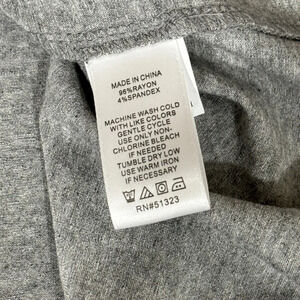 MADE IN CHINA
96%RAYON
4%SPANDEX
MACHINE WASH COLD
WITH LIKE COLORS
GENTLE CYCLE
USE ONLY NON-
CHLORINE BLEACH
IF NEEDED
TUMBLE DRY LOW
USE WARM IRON
IF NECESSARY
RN#51323